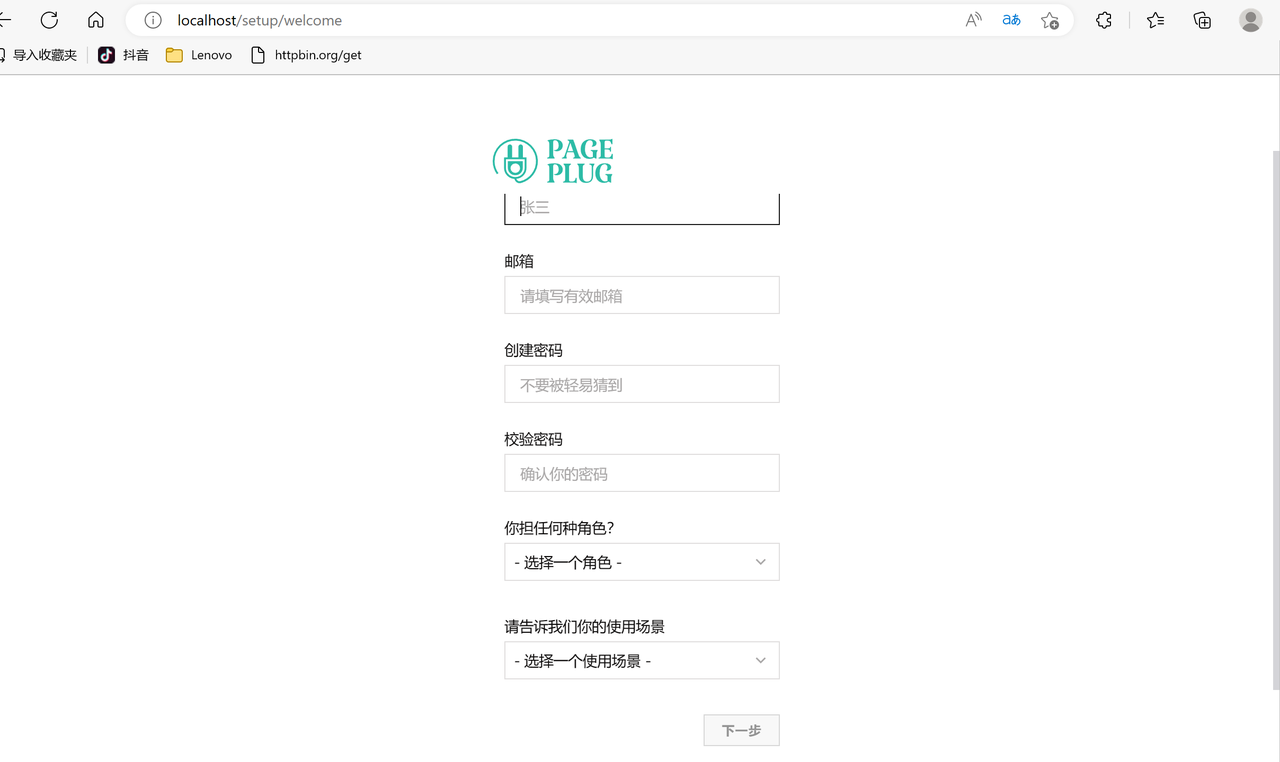 localhost/setup/welcome
导入收藏夹 抖音 Lenovo httpbin.org/get
PAGE
PLUG
张三
邮箱
请填写有效邮箱
创建密码
不要被轻易猜到
校验密码
确认你的密码
你担任何种角色?
- 选择一个角色 -
请告诉我们你的使用场景
- 选择一个使用场景 -
下一步